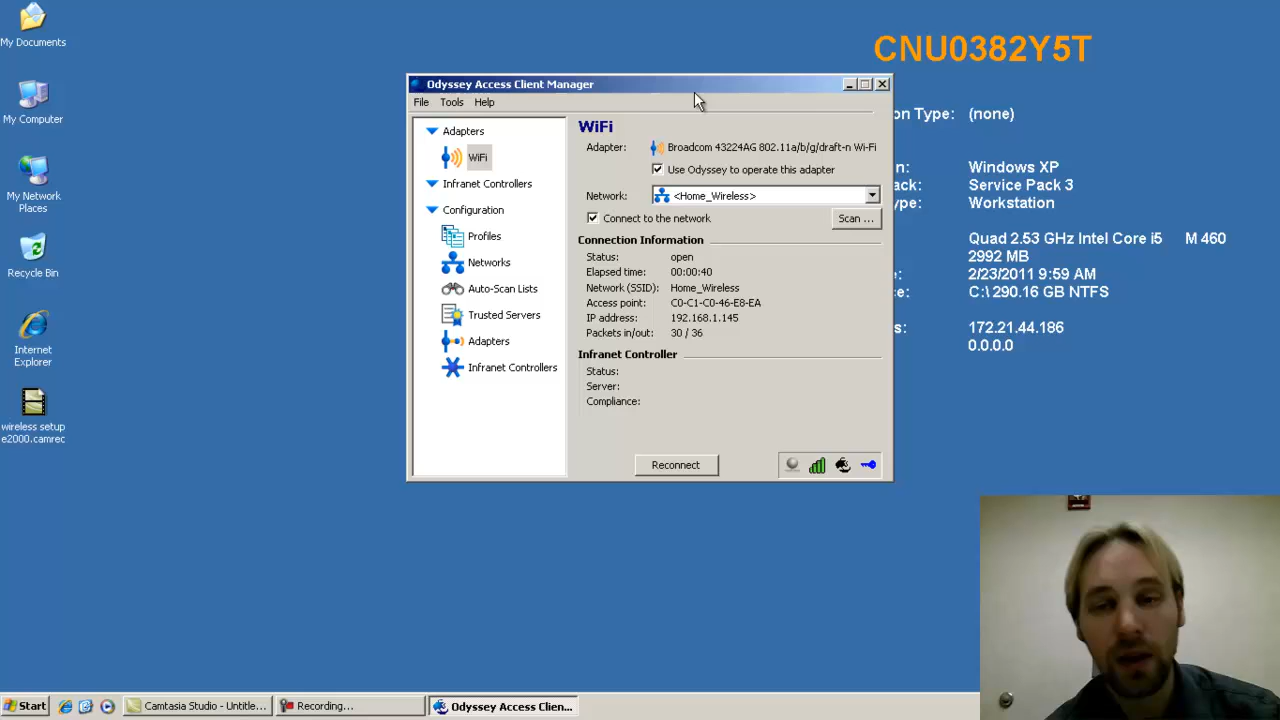 My Documents
My Computer
My Network
Places
Recycle Bin
Internet
Explorer
wireless setup
e2000.camrec
CNU0382Y5T
on Type: (none)
n: Windows XP
ack: Service Pack 3
ype: Workstation
Quad 2.53 GHz Intel Core i5 M 460
2992 MB
e: 2/23/2011 9:59 AM
ce: C:\ 290.16 GB NTFS
s: 172.21.44.186
0.0.0.0
Odyssey Access Client Manager
File Tools Help
Adapters
WiFi
Infranet Controllers
Configuration
Profiles
Networks
Auto-Scan Lists
Trusted Servers
Adapters
Infranet Controllers
WiFi
Adapter: Broadcom 43224AG 802.11a/b/g/draft-n Wi-Fi
Use Odyssey to operate this adapter
Network: <Home_Wireless>
Connect to the network Scan ...
Connection Information
Status: open
Elapsed time: 00:00:40
Network (SSID): Home_Wireless
Access point: C0-C1-C0-46-E8-EA
IP address: 192.168.1.145
Packets in/out: 30 / 36
Infranet Controller
Status:
Server:
Compliance:
Reconnect
Start Camtasia Studio - Untitle... Recording... Odyssey Access Clien...